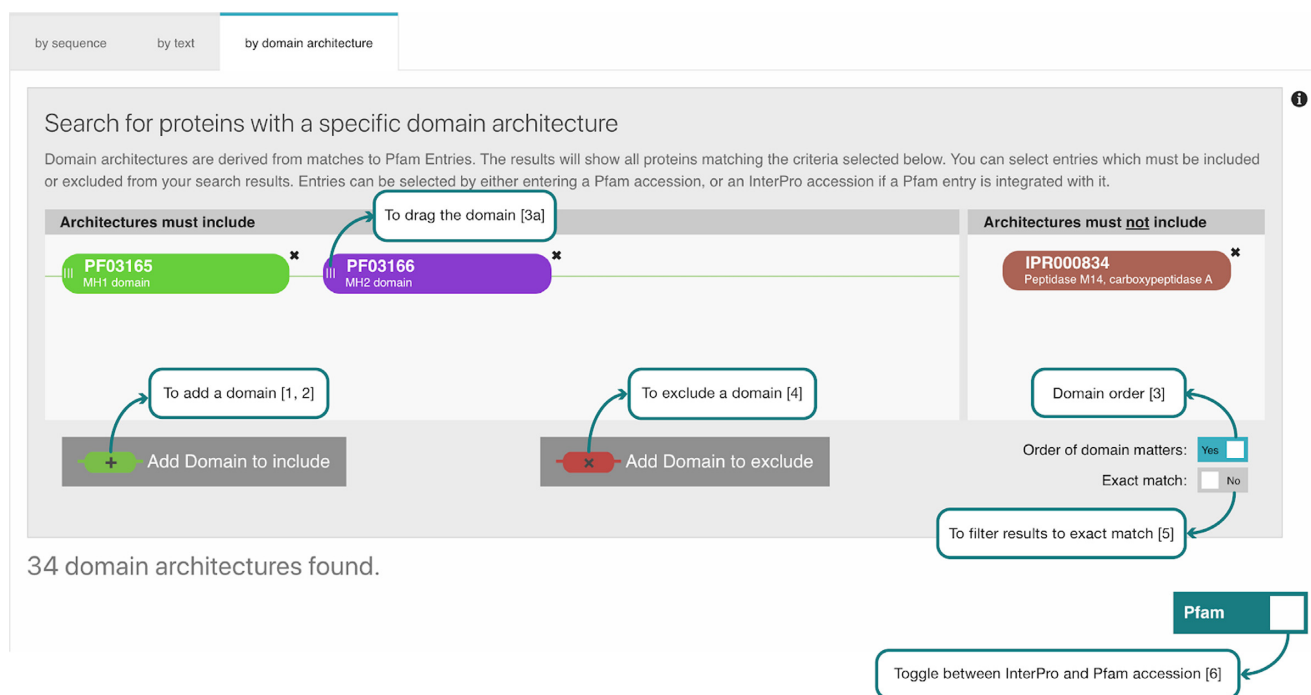 by sequence
by text
by domain architecture
Search for proteins with a specific domain architecture
Domain architectures are derived from matches to Pfam Entries. The results will show all proteins matching the criteria selected below. You can select entries which must be included
or excluded from your search results. Entries can be selected by either entering a Pfam accession, or an InterPro accession if a Pfam entry is integrated with it.
Architectures must include
To drag the domain [3a]
Architectures must not include
PF03165
MH1 domain
PF03166
MH2 domain
IPR000834
Peptidase M14, carboxypeptidase A
To add a domain [1, 2]
To exclude a domain [4]
Domain order [3]
Add Domain to include
Add Domain to exclude
Order of domain matters: Yes
Exact match: No
To filter results to exact match [5]
34 domain architectures found.
Pfam
Toggle between InterPro and Pfam accession [6]